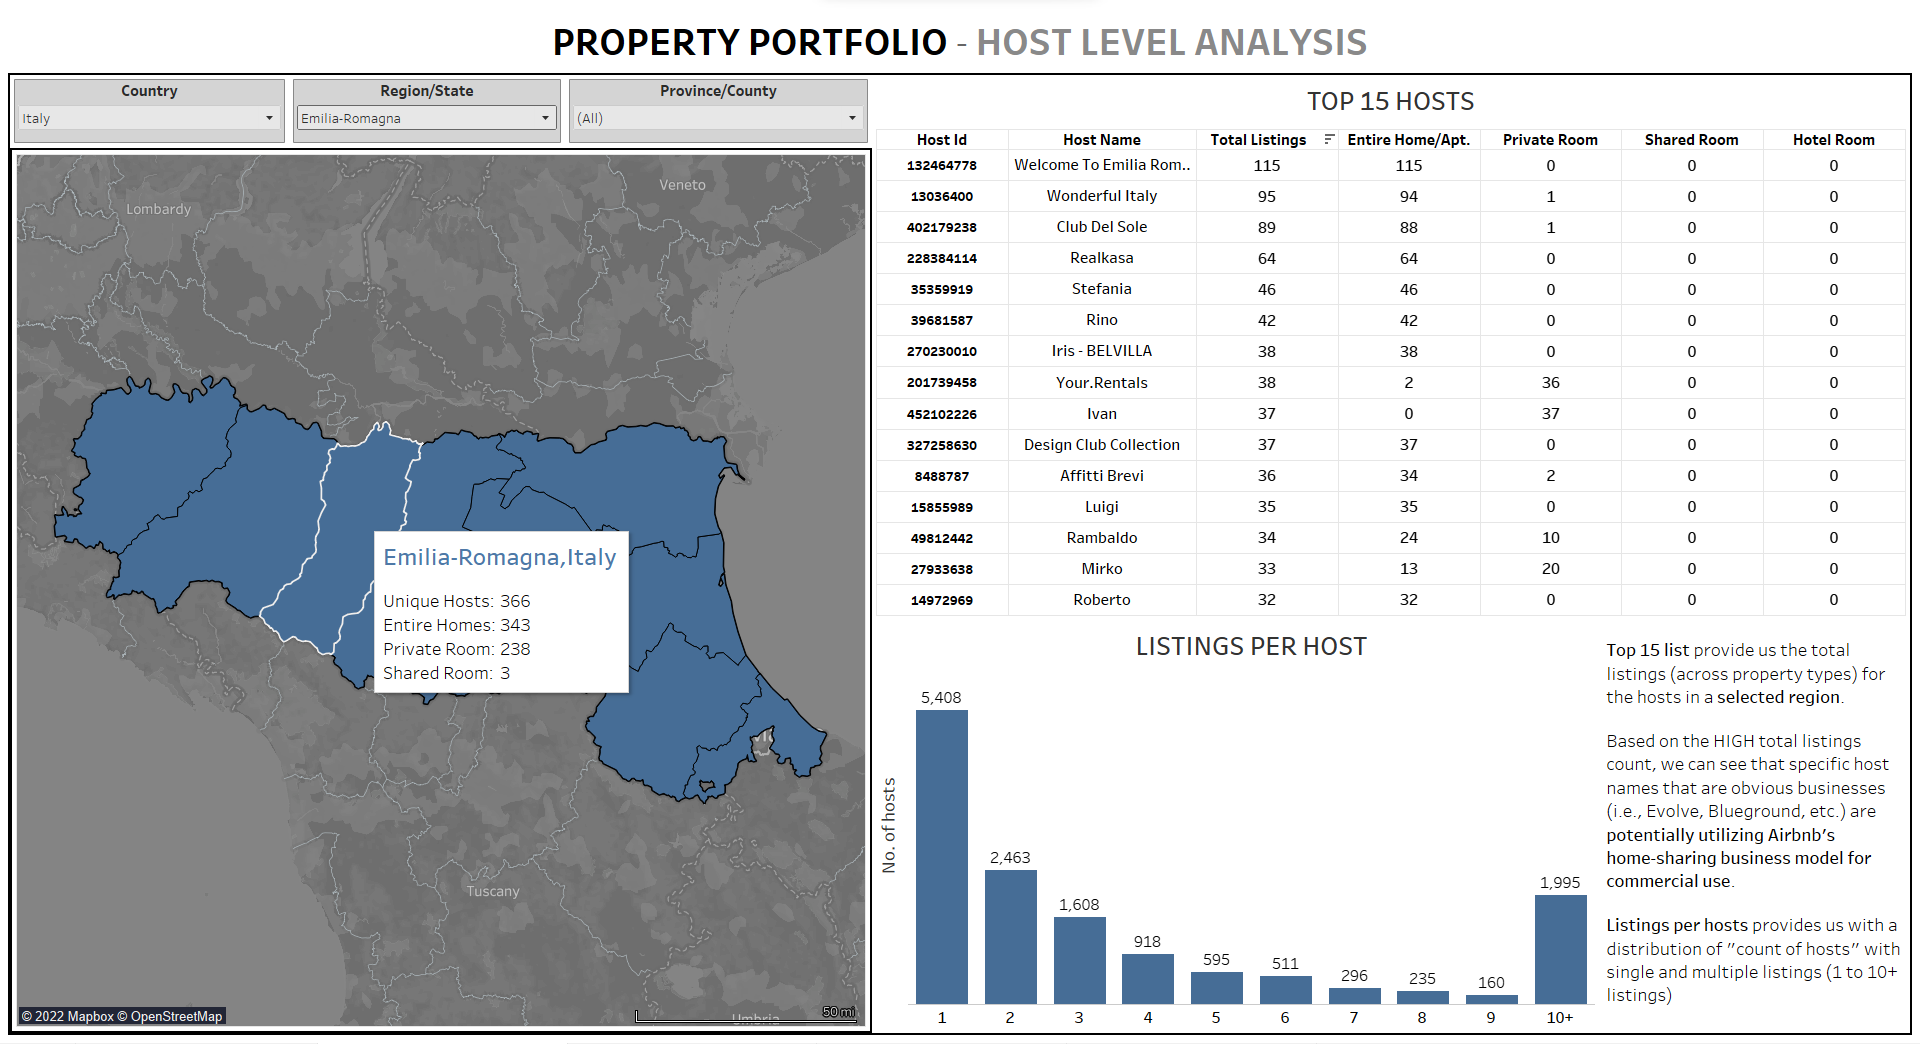 PROPERTY PORTFOLIO - HOST LEVEL ANALYSIS
Country
Italy
Region/State
Emilia-Romagna
Province/County
(All)
Lombardy
Veneto
Emilia-Romagna,Italy
Unique Hosts: 366
Entire Homes: 343
Private Room: 238
Shared Room: 3
Tuscany
Umbria
50 mi
© 2022 Mapbox © OpenStreetMap
TOP 15 HOSTS
Host Id Host Name Total Listings Entire Home/Apt. Private Room Shared Room Hotel Room
132464778 Welcome To Emilia Rom.. 115 115 0 0 0
13036400 Wonderful Italy 95 94 1 0 0
402179238 Club Del Sole 89 88 1 0 0
228384114 Realkasa 64 64 0 0 0
35359919 Stefania 46 46 0 0 0
39681587 Rino 42 42 0 0 0
270230010 Iris - BELVILLA 38 38 0 0 0
201739458 Your.Rentals 38 2 36 0 0
452102226 Ivan 37 0 37 0 0
327258630 Design Club Collection 37 37 0 0 0
8488787 Affitti Brevi 36 34 2 0 0
15855989 Luigi 35 35 0 0 0
49812442 Rambaldo 34 24 10 0 0
27933638 Mirko 33 13 20 0 0
14972969 Roberto 32 32 0 0 0
LISTINGS PER HOST
No. of hosts
5,408
2,463
1,608
918
595
511
296
235
160
1,995
1 2 3 4 5 6 7 8 9 10+
Top 15 list provide us the total
listings (across property types) for
the hosts in a selected region.
Based on the HIGH total listings
count, we can see that specific host
names that are obvious businesses
(i.e., Evolve, Blueground, etc.) are
potentially utilizing Airbnb's
home-sharing business model for
commercial use.
Listings per hosts provides us with a
distribution of "count of hosts" with
single and multiple listings (1 to 10+
listings)